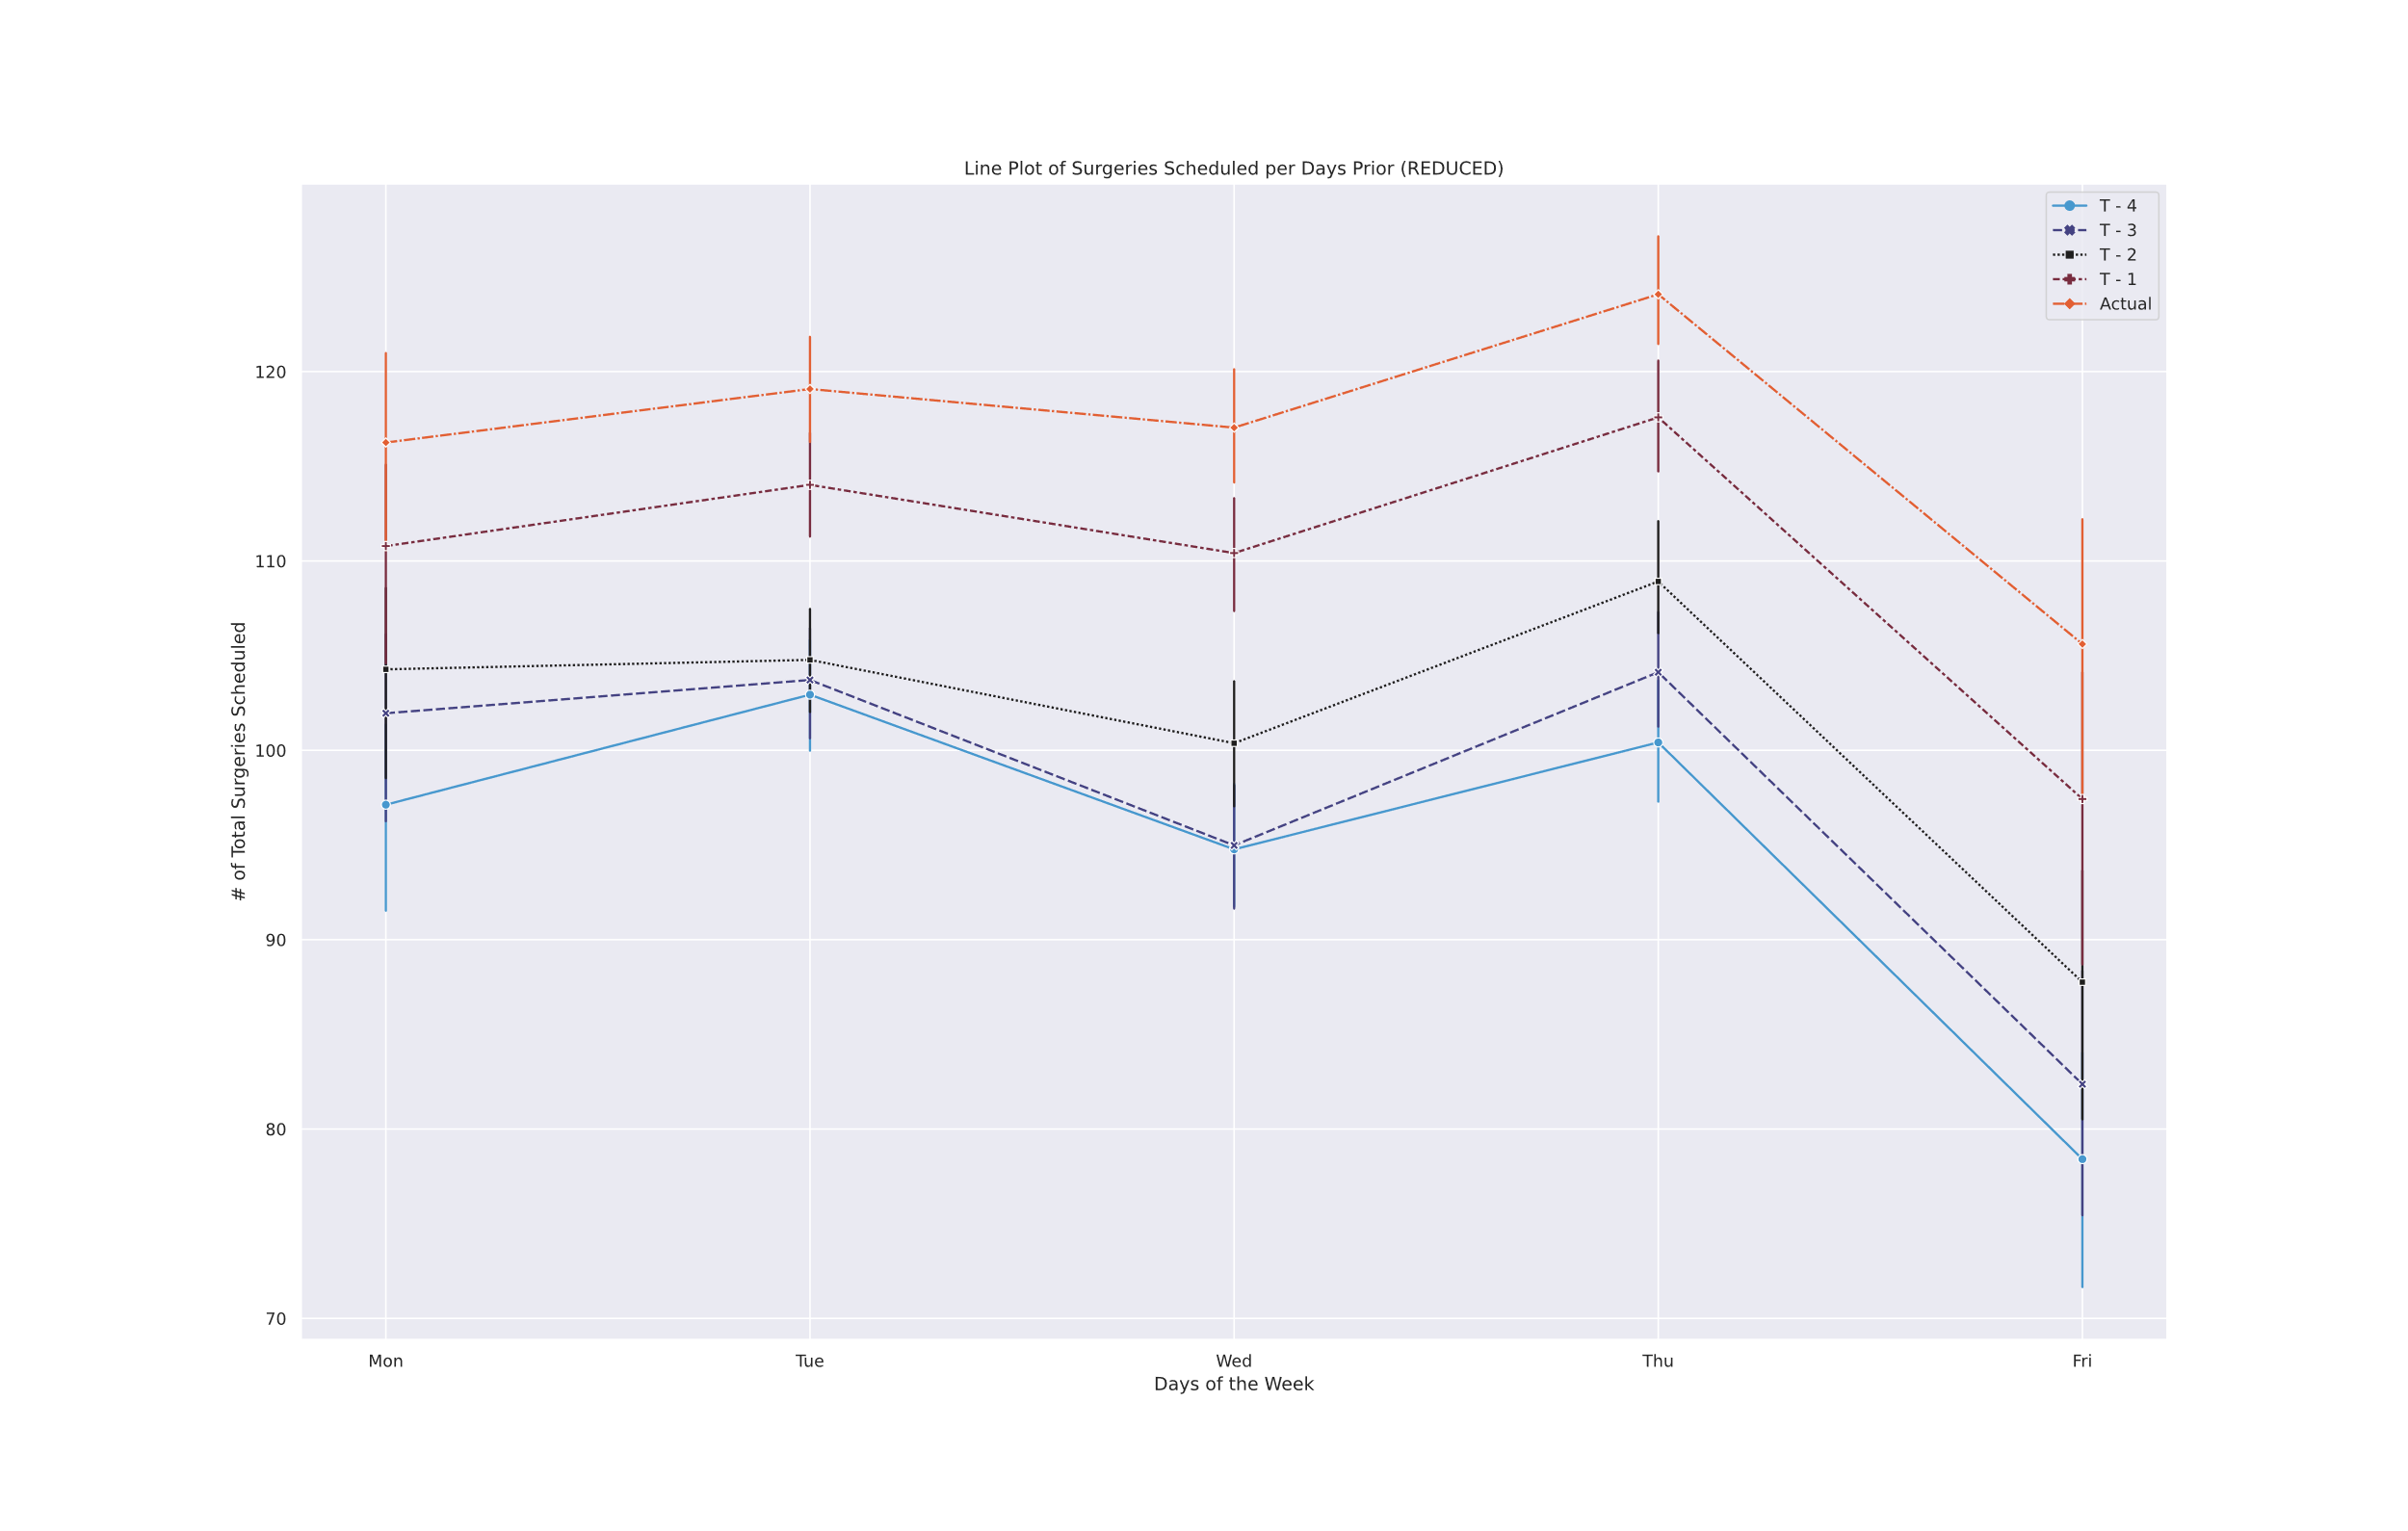 Line Plot of Surgeries Scheduled per Days Prior (REDUCED)
T - 4
T - 3
T - 2
T - 1
Actual
120
110
100
90
80
70
# of Total Surgeries Scheduled
Mon
Tue
Wed
Thu
Fri
Days of the Week